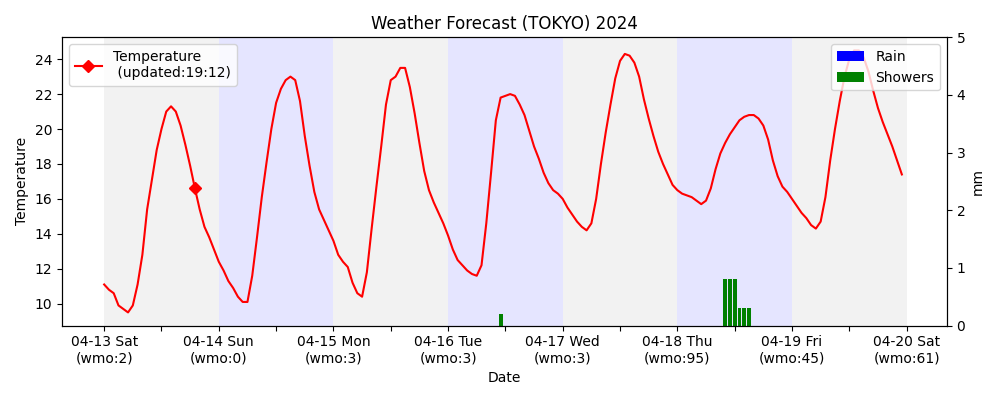 Weather Forecast (TOKYO) 2024
Temperature
(updated:19:12)
Rain
Showers
Temperature
24
22
20
18
16
14
12
10
5
4
3
2
1
0
mm
04-13 Sat
(wmo:2)
04-14 Sun
(wmo:0)
04-15 Mon
(wmo:3)
04-16 Tue
(wmo:3)
04-17 Wed
(wmo:3)
04-18 Thu
(wmo:95)
04-19 Fri
(wmo:45)
04-20 Sat
(wmo:61)
Date